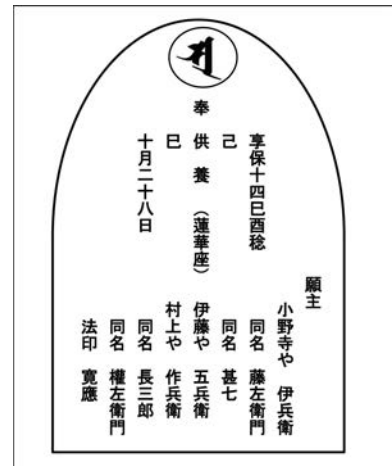 願主
小野寺や 伊兵衛
享保十四巳酉稔 同名 藤左衛門
己 同名 甚七
奉供養(蓮華座) 伊藤や 五兵衛
巳 村上や 作兵衛
十月二十八日 同名 長三郎
同名 權左衛門
法印 寛應